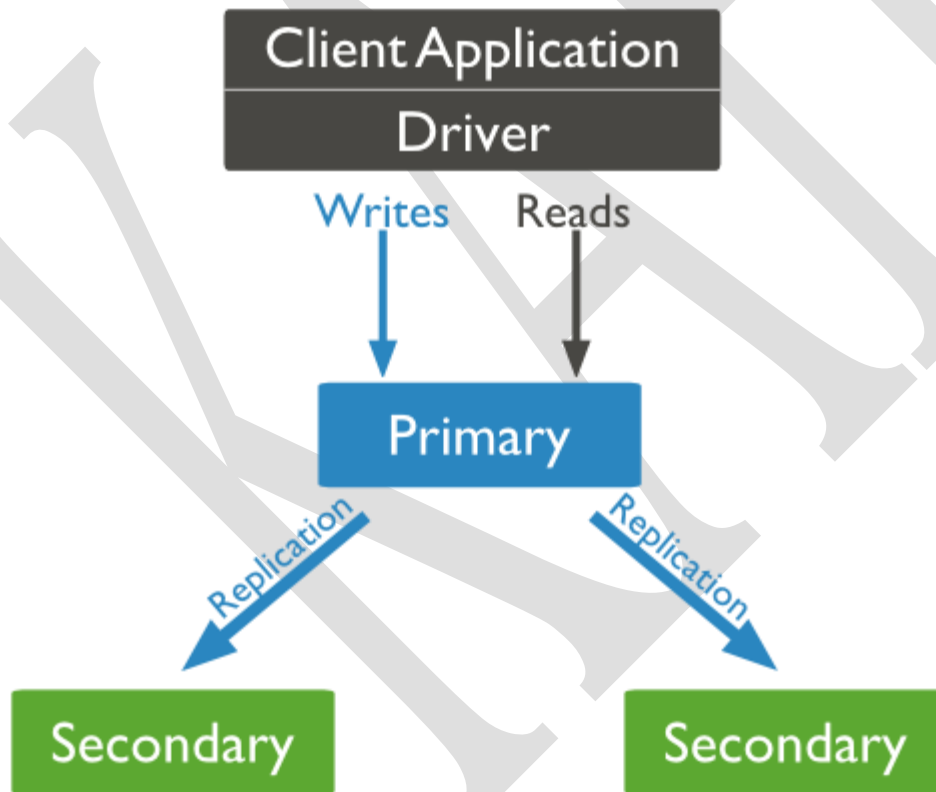 Client Application
Driver
Writes Reads
Primary
Replication Replication
Secondary Secondary